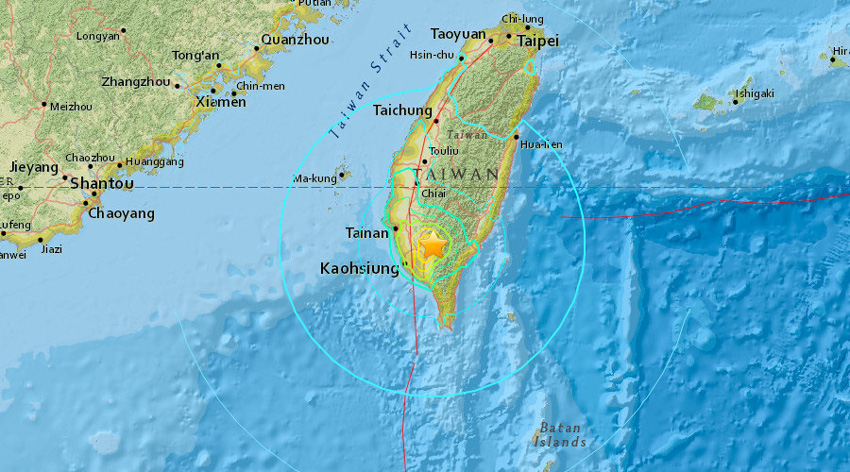 Putian
Longyan
Quanzhou
Tong'an
Zhangzhou
Chin-men
Xiamen
Meizhou
Chaozhou
Huanggang
Jieyang
Shantou
Chaoyang
Jiazi
Taiwan Strait
Chi-lung
Taoyuan
Taipei
Hsin-chu
Taichung
Taiwan
Hua-lien
Touliu
TAIWAN
Ma-kung
Chiai
Tainan
Kaohsiung
Ishigaki
Batan
Islands